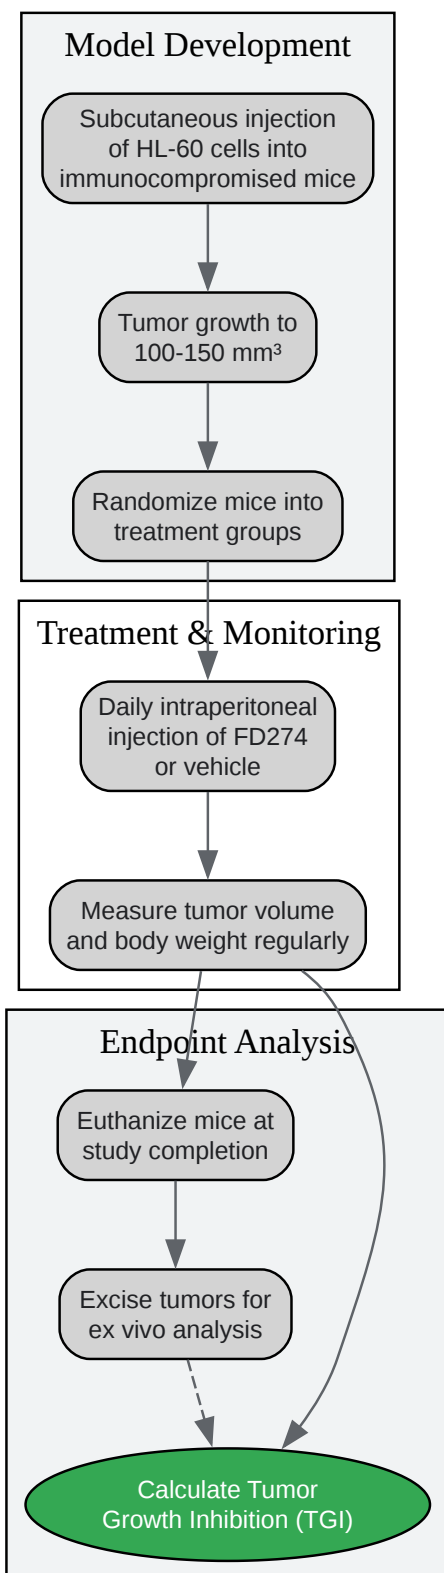 Model Development
Subcutaneous injection
of HL-60 cells into
immunocompromised mice
Tumor growth to
100-150 mm³
Randomize mice into
treatment groups
Treatment & Monitoring
Daily intraperitoneal
injection of FD274
or vehicle
Measure tumor volume
and body weight regularly
Endpoint Analysis
Euthanize mice at
study completion
Excise tumors for
ex vivo analysis
Calculate Tumor
Growth Inhibition (TGI)